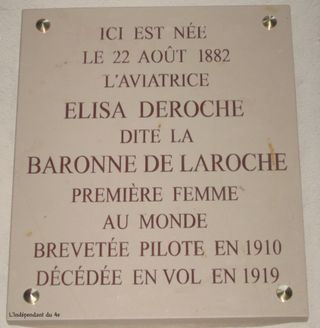 ICI EST NÉE
LE 22 AOÛT 1882
L'AVIATRICE
ELISA DEROCHE
DITE LA
BARONNE DE LAROCHE
PREMIÈRE FEMME
AU MONDE
BREVETÉE PILOTE EN 1910
DÉCÉDÉE EN VOL EN 1919
L'Indépendant du 4e